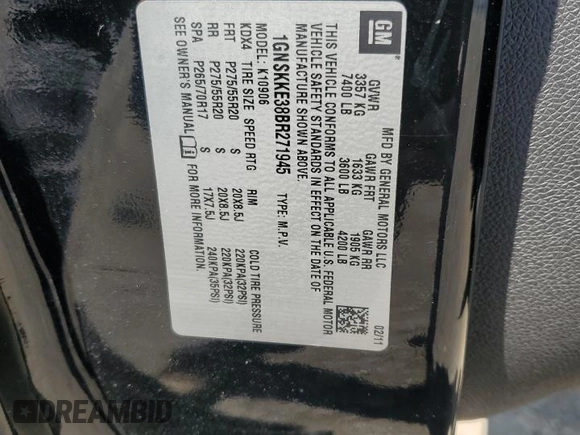 GM
MFD BY GENERAL MOTORS LLC
02/11
GVWR GAWR FRT GAWR RR
3357 KG 1633 KG 1905 KG
7400 LB 3600 LB 4200 LB
THIS VEHICLE CONFORMS TO ALL APPLICABLE U.S. FEDERAL MOTOR
VEHICLE SAFETY STANDARDS IN EFFECT ON THE DATE OF
MANUFACTURE SHOWN ABOVE.
1GNSKKE38BR271945 TYPE: M.P.V.
MODEL: K10906
KDX4 TIRE SIZE SPEED RTG RIM COLD TIRE PRESSURE
FRT P275/55R20 S 20X8.5J 220KPA(32PSI)
RR P275/55R20 S 20X8.5J 220KPA(32PSI)
SPA P265/70R17 S 17X7.5J 240KPA(35PSI)
SEE OWNER'S MANUAL FOR MORE INFORMATION.
DREAMBID